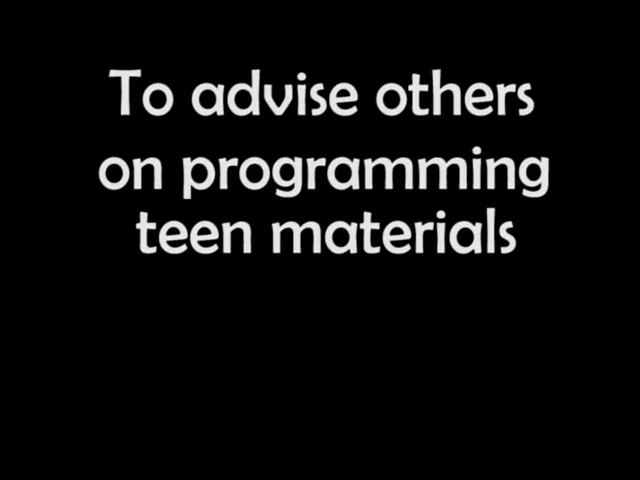 To advise others
on programming
teen materials